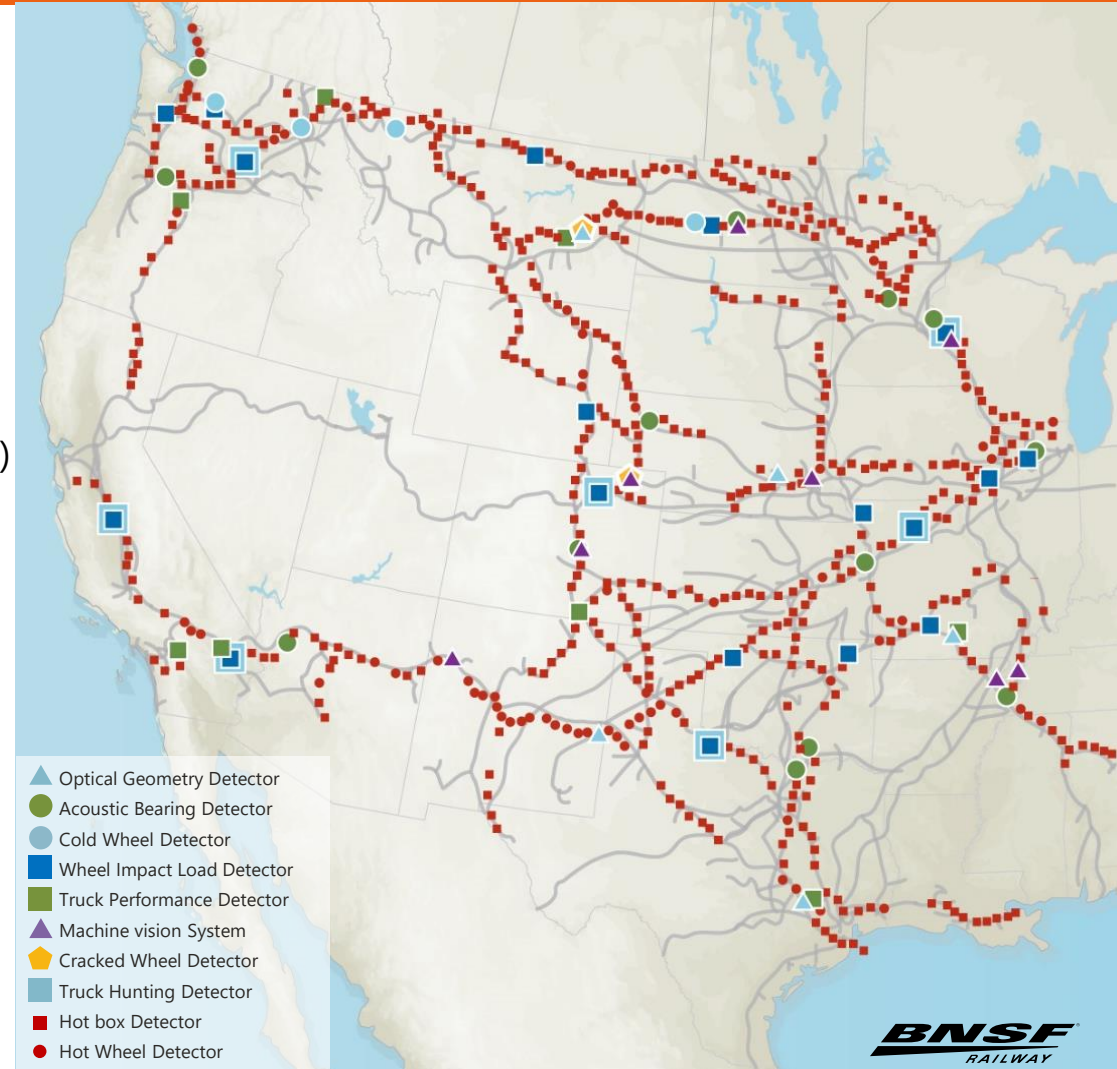 )
Optical Geometry Detector
Acoustic Bearing Detector
Cold Wheel Detector
Wheel Impact Load Detector
Truck Performance Detector
Machine vision System
Cracked Wheel Detector
Truck Hunting Detector
Hot box Detector
Hot Wheel Detector
BNSF
RAILWAY